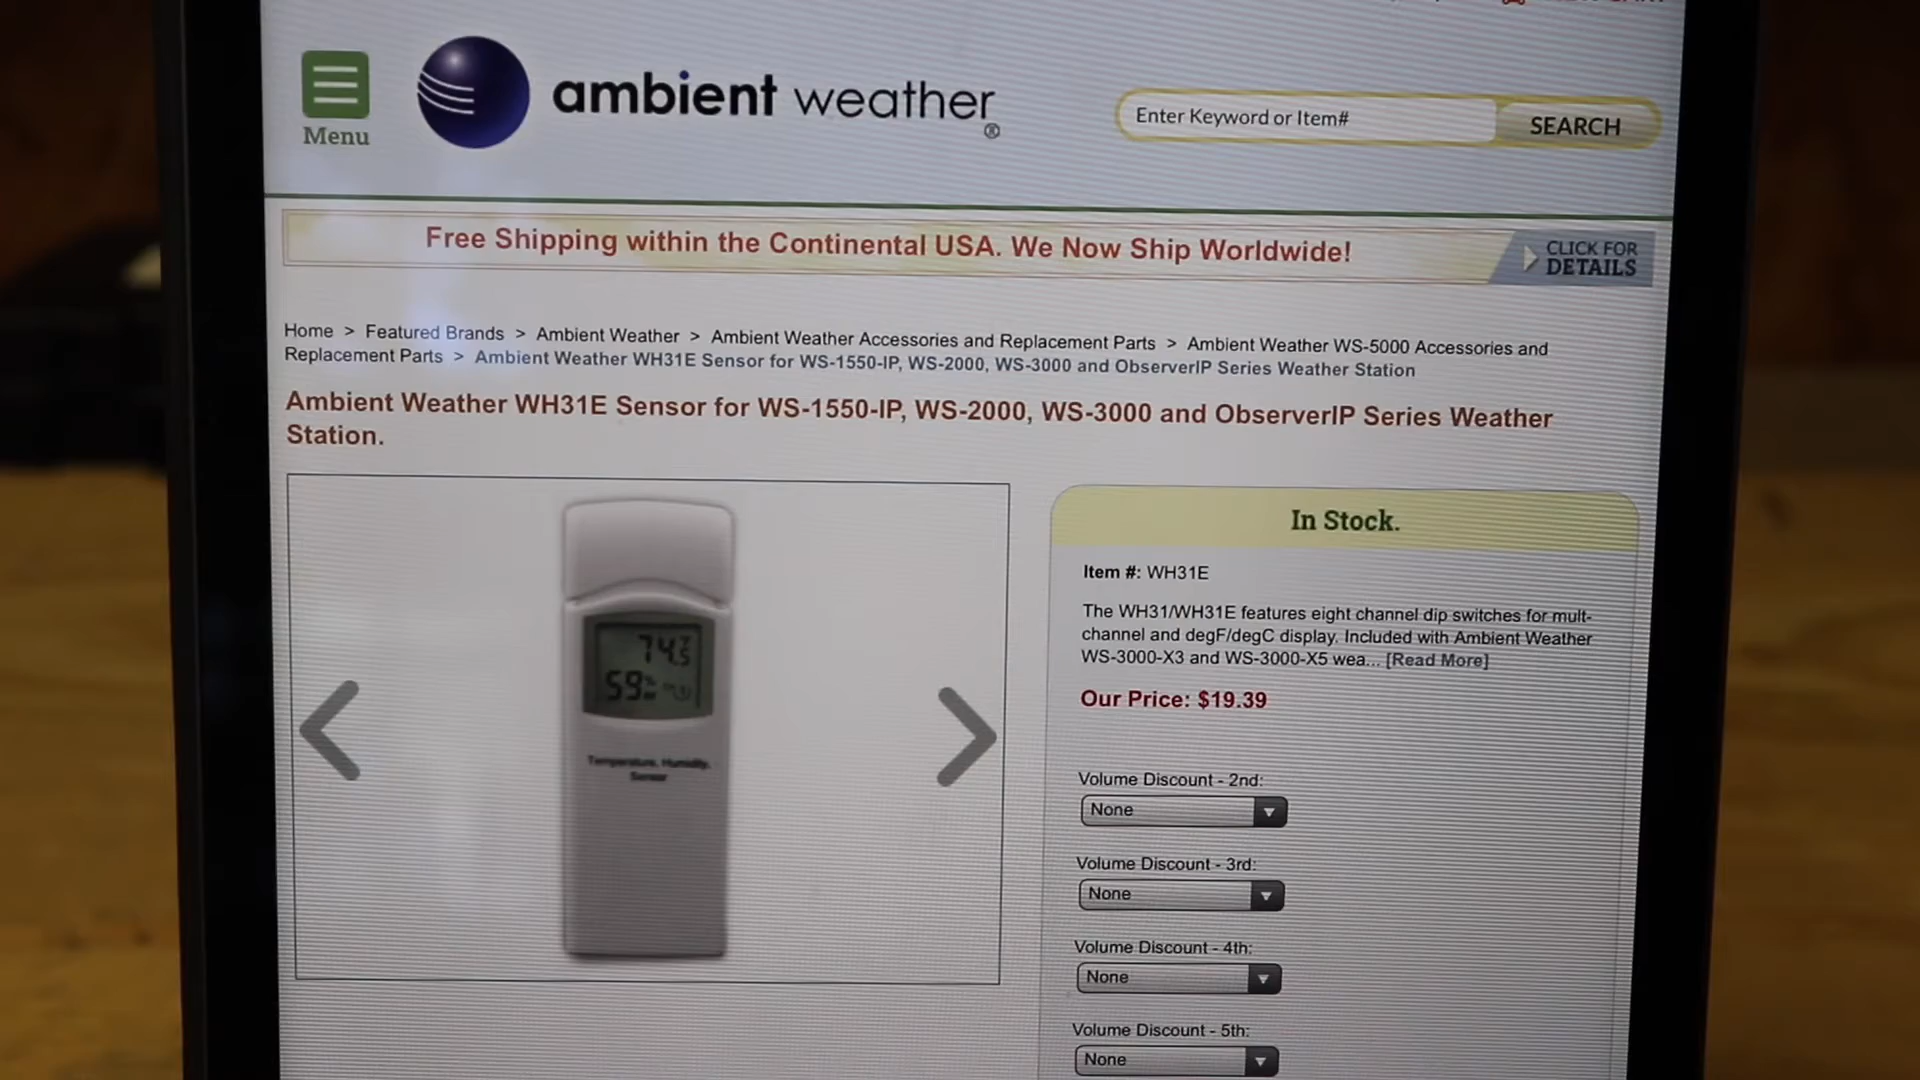 Menu
ambient weather®
Enter Keyword or Item#
SEARCH
Free Shipping within the Continental USA. We Now Ship Worldwide!
CLICK FOR
DETAILS
Home > Featured Brands > Ambient Weather > Ambient Weather Accessories and Replacement Parts > Ambient Weather WS-5000 Accessories and
Replacement Parts > Ambient Weather WH31E Sensor for WS-1550-IP, WS-2000, WS-3000 and ObserverIP Series Weather Station
Ambient Weather WH31E Sensor for WS-1550-IP, WS-2000, WS-3000 and ObserverIP Series Weather
Station.
74.5
59%
Temperature, Humidity,
Sensor
In Stock.
Item #: WH31E
The WH31/WH31E features eight channel dip switches for mult-
channel and degF/degC display. Included with Ambient Weather
WS-3000-X3 and WS-3000-X5 wea... [Read More]
Our Price: $19.39
Volume Discount - 2nd:
None
Volume Discount - 3rd:
None
Volume Discount - 4th:
None
Volume Discount - 5th:
None